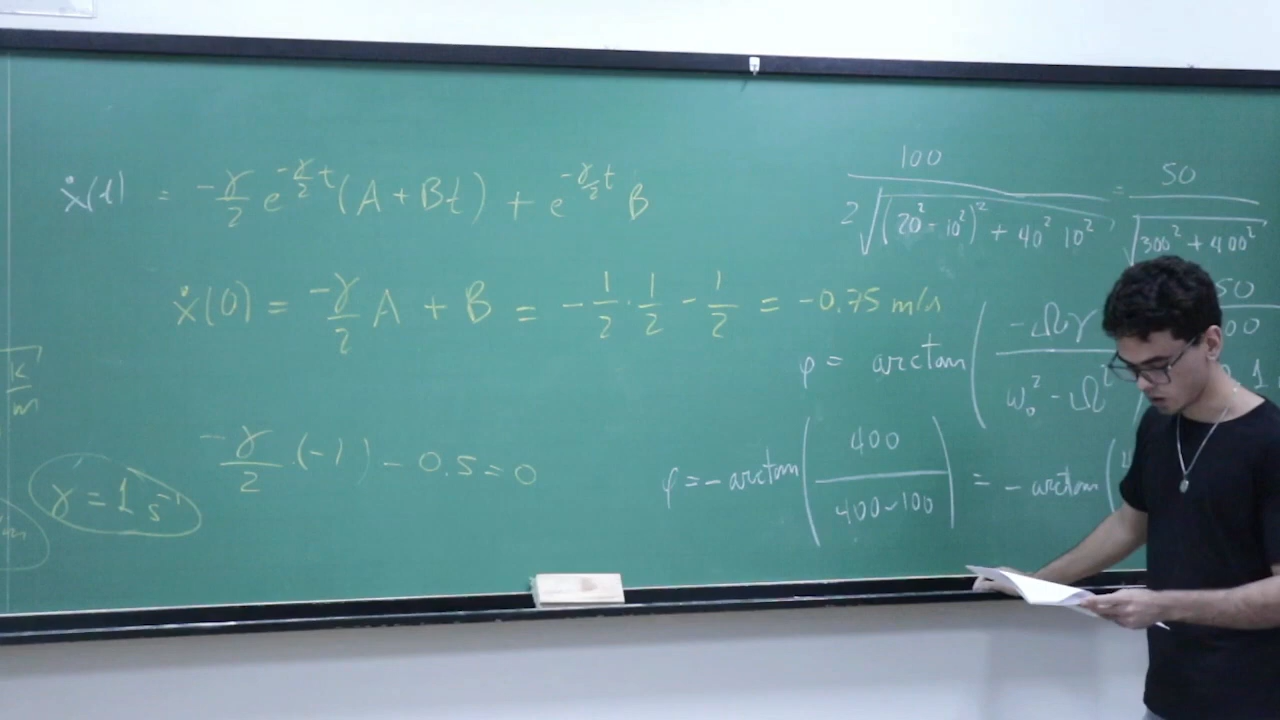 ẋ(t) = -γ/2 e^(-γ/2 t) (A + Bt) + e^(-γ/2 t) B
ẋ(0) = -γ/2 A + B = -1/2 · 1/2 - 1/2 = -0.75 m/s
-γ/2 · (-1) - 0.5 = 0
γ = 1 s⁻¹
K/m
100 / 2√((20² - 10²)² + 40² 10²) = 50 / √(300² + 400²)
50
φ = arctan( -Ωγ / ω₀² - Ω² )
φ = - arctan( 400 / 400-100 ) = - arctan(